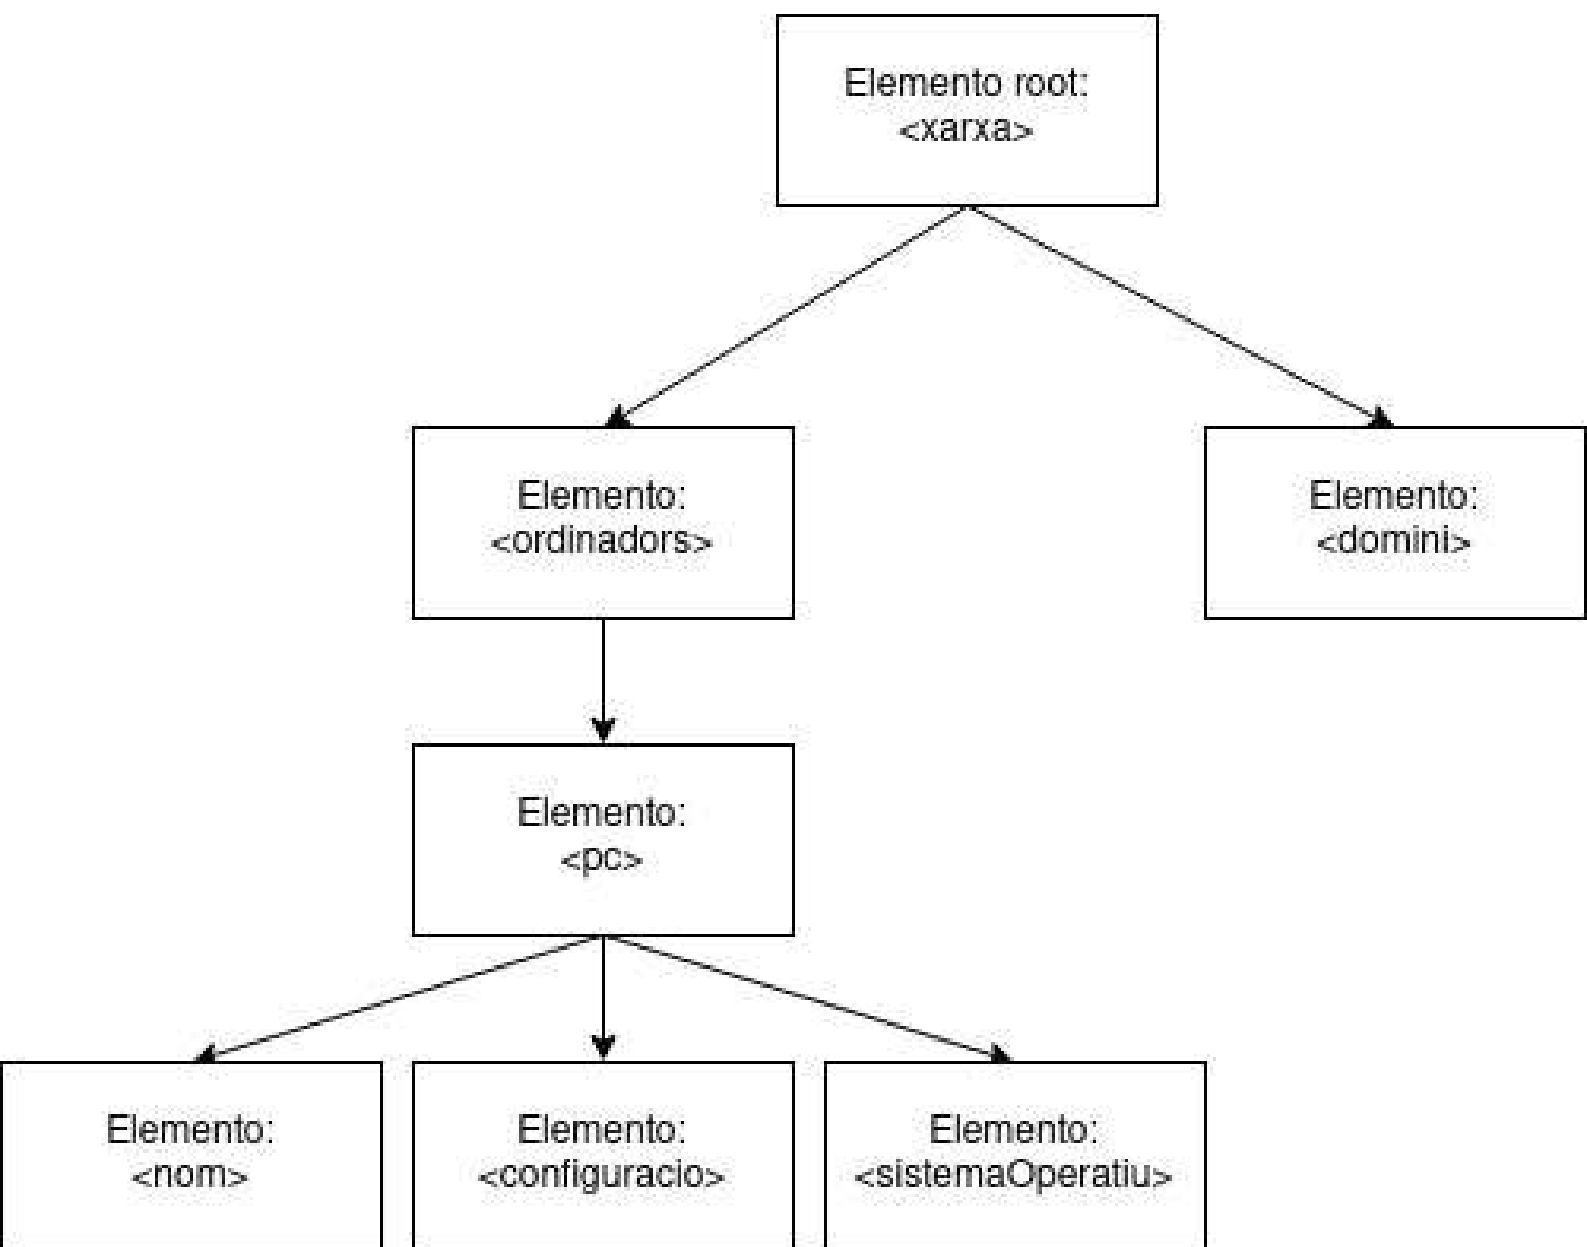 Elemento root:
<xarxa>
Elemento:
<ordinadors>
Elemento:
<domini>
Elemento:
<pc>
Elemento:
<nom>
Elemento:
<configuracio>
Elemento:
<sistemaOperatiu>